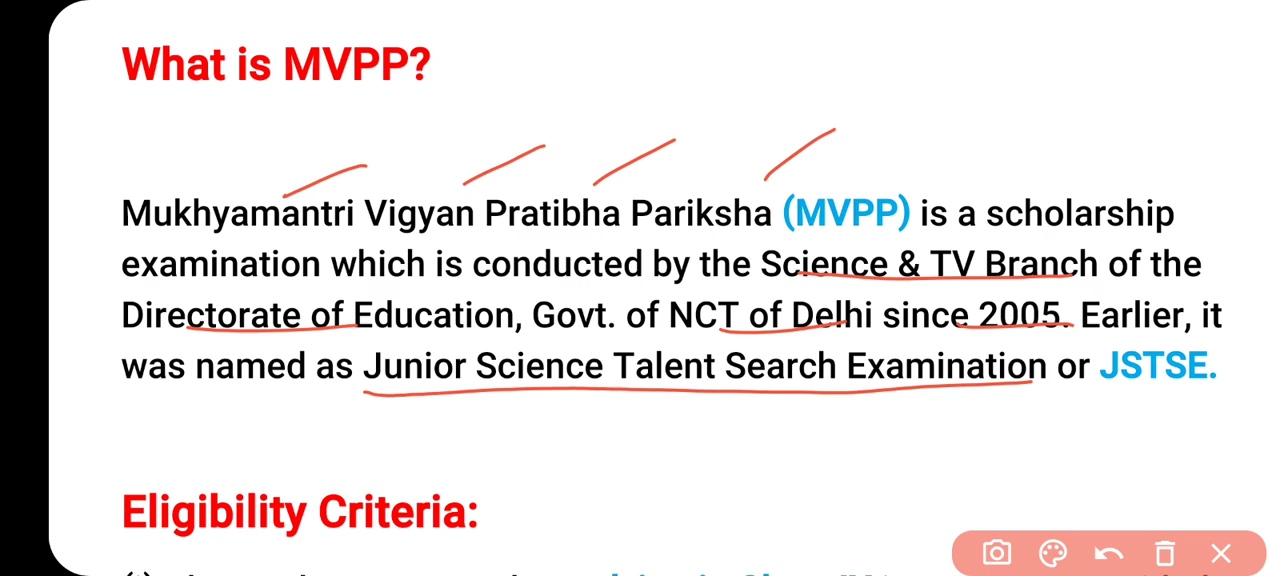 What is MVPP?
Mukhyamantri Vigyan Pratibha Pariksha (MVPP) is a scholarship
examination which is conducted by the Science & TV Branch of the
Directorate of Education, Govt. of NCT of Delhi since 2005. Earlier, it
was named as Junior Science Talent Search Examination or JSTSE.
Eligibility Criteria: